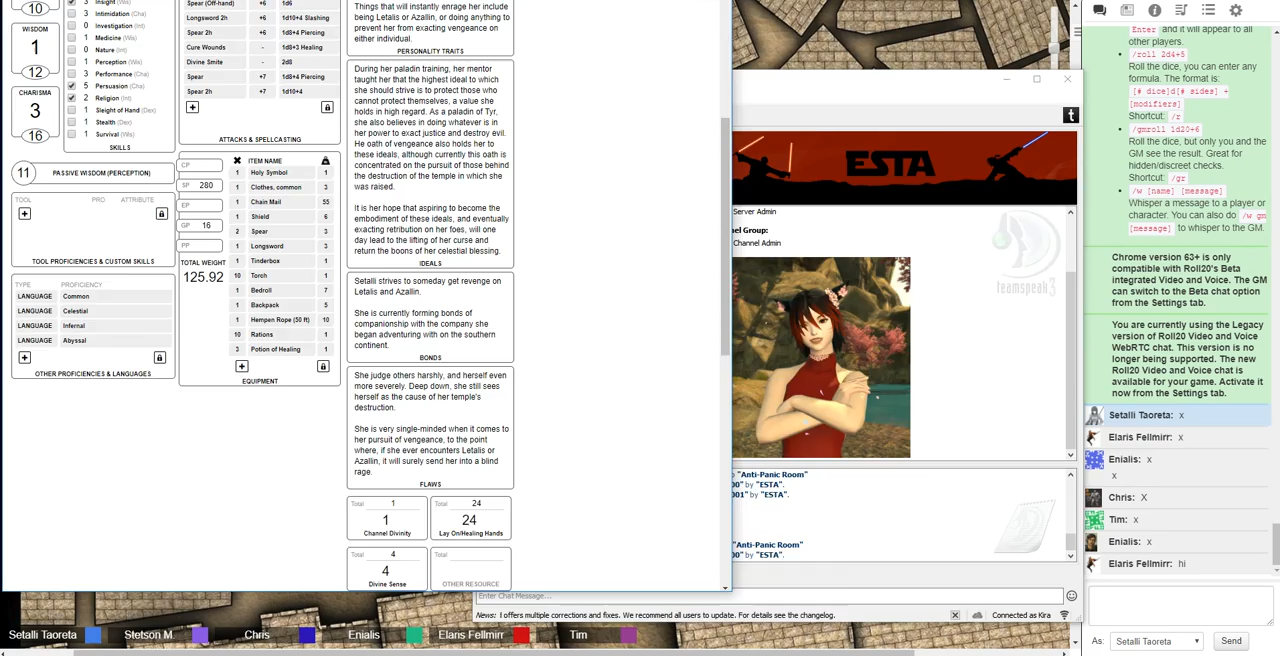 10
WISDOM
1
12
CHARISMA
3
16
3 Insight (Wis)
3 Intimidation (Cha)
0 Investigation (Int)
1 Medicine (Wis)
0 Nature (Int)
1 Perception (Wis)
3 Performance (Cha)
5 Persuasion (Cha)
2 Religion (Int)
1 Sleight of Hand (Dex)
1 Stealth (Dex)
1 Survival (Wis)
SKILLS
11 PASSIVE WISDOM (PERCEPTION)
TOOL PRO ATTRIBUTE
TOOL PROFICIENCIES & CUSTOM SKILLS
TYPE PROFICIENCY
LANGUAGE Common
LANGUAGE Celestial
LANGUAGE Infernal
LANGUAGE Abyssal
OTHER PROFICIENCIES & LANGUAGES
Spear (Off-hand) +6 1d6
Longsword 2h +6 1d10+4 Slashing
Spear 2h +6 1d8+4 Piercing
Cure Wounds - 1d8+3 Healing
Divine Smite - 2d8
Spear +7 1d8+4 Piercing
Spear 2h +7 1d10+4
ATTACKS & SPELLCASTING
CP
SP 280
EP
GP 16
PP
TOTAL WEIGHT
125.92
ITEM NAME
1 Holy Symbol 1
1 Clothes, common 3
1 Chain Mail 55
1 Shield 6
2 Spear 3
1 Longsword 3
1 Tinderbox 1
10 Torch 1
1 Bedroll 7
1 Backpack 5
1 Hempen Rope (50 ft) 10
10 Rations 1
3 Potion of Healing 1
EQUIPMENT
Things that will instantly enrage her include
being Letalis or Azallin, or doing anything to
prevent her from exacting vengeance on
either individual.
PERSONALITY TRAITS
During her paladin training, her mentor
taught her that the highest ideal to which
she should strive is to protect those who
cannot protect themselves, a value she
holds in high regard. As a paladin of Tyr,
she also believes in doing whatever is in
her power to exact justice and destroy evil.
He oath of vengeance also holds her to
these ideals, although currently this oath is
concentrated on the pursuit of those behind
the destruction of the temple in which she
was raised.
It is her hope that aspiring to become the
embodiment of these ideals, and eventually
exacting retribution on her foes, will one
day lead to the lifting of her curse and
return the boons of her celestial blessing.
IDEALS
Setalli strives to someday get revenge on
Letalis and Azallin.
She is currently forming bonds of
companionship with the company she
began adventuring with on the southern
continent.
BONDS
She judge others harshly, and herself even
more severely. Deep down, she still sees
herself as the cause of her temple's
destruction.
She is very single-minded when it comes to
her pursuit of vengeance, to the point
where, if she ever encounters Letalis or
Azallin, it will surely send her into a blind
rage.
FLAWS
Total 1
1
Channel Divinity
24
24
Lay On/Healing Hands
Total 4
4
Divine Sense
Total
OTHER RESOURCE
t
ESTA
Server Admin
nel Group:
Channel Admin
teamspeak3
"Anti-Panic Room"
00" by "ESTA".
001" by "ESTA".
"Anti-Panic Room"
00" by "ESTA".
Enter Chat Message...
News: I offers multiple corrections and fixes. We recommend all users to update. For details see the changelog.
Connected as Kira
Setalli Taoreta
Stetson M.
Chris
Enialis
Elaris Fellmirr
Tim
Enter and it will appear to all
other players.
/roll 2d4+5
Roll the dice, you can enter any
formula. The format is:
[# dice]d[# sides] +
[modifiers]
Shortcut: /r
/gmroll 1d20+6
Roll the dice, but only you and the
GM see the result. Great for
hidden/discreet checks.
Shortcut: /gr
/w [name] [message]
Whisper a message to a player or
character. You can also do /w gm
[message] to whisper to the GM.
Chrome version 63+ is only
compatible with Roll20's Beta
integrated Video and Voice. The GM
can switch to the Beta chat option
from the Settings tab.
You are currently using the Legacy
version of Roll20 Video and Voice
WebRTC chat. This version is no
longer being supported. The new
Roll20 Video and Voice chat is
available for your game. Activate it
now from the Settings tab.
Setalli Taoreta: x
Elaris Fellmirr: x
Enialis: x
x
Chris: X
Tim: x
Enialis: x
Elaris Fellmirr: hi
As: Setalli Taoreta
Send